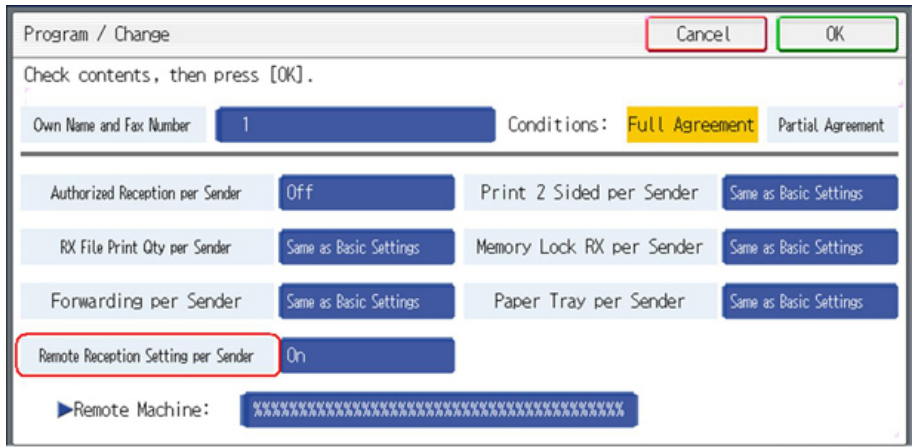 Program / Change Cancel OK
Check contents, then press [OK].
Own Name and Fax Number 1 Conditions: Full Agreement Partial Agreement
Authorized Reception per Sender Off Print 2 Sided per Sender Same as Basic Settings
RX File Print Qty per Sender Same as Basic Settings Memory Lock RX per Sender Same as Basic Settings
Forwarding per Sender Same as Basic Settings Paper Tray per Sender Same as Basic Settings
Remote Reception Setting per Sender On
▶Remote Machine: %%%%%%%%%%%%%%%%%%%%%%%%%%%%%%%%%%%%%%%%